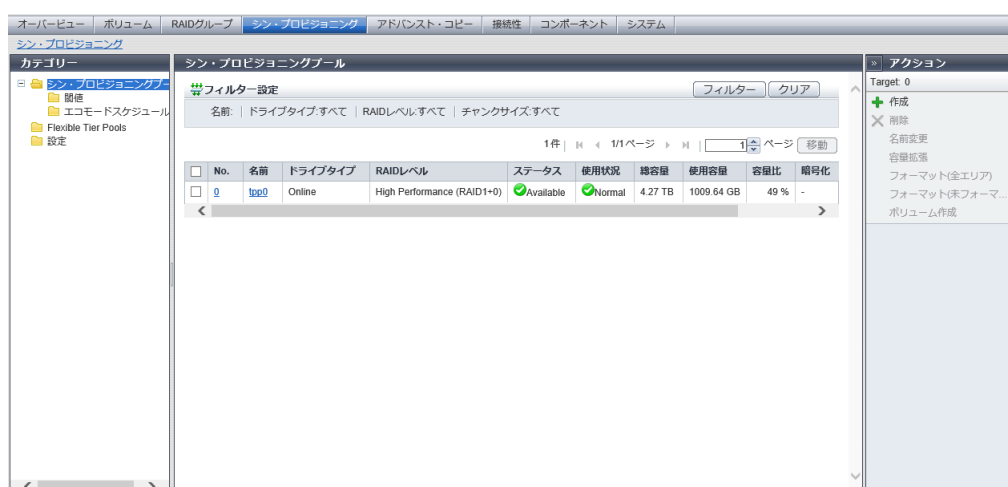 オーバービュー ボリューム RAIDグループ シン・プロビジョニング アドバンスト・コピー 接続性 コンポーネント システム
シン・プロビジョニング
カテゴリー
シン・プロビジョニングプー
閾値
エコモードスケジュール
Flexible Tier Pools
設定
シン・プロビジョニングプール
フィルター設定 フィルター クリア
名前: ドライブタイプ:すべて RAIDレベル:すべて チャンクサイズ:すべて
1件 1/1ページ 1 ページ 移動
No. 名前 ドライブタイプ RAIDレベル ステータス 使用状況 総容量 使用容量 容量比 暗号化
0 tpp0 Online High Performance (RAID1+0) Available Normal 4.27 TB 1009.64 GB 49 % -
» アクション
Target: 0
作成
削除
名前変更
容量拡張
フォーマット(全エリア)
フォーマット(未フォーマ...
ボリューム作成